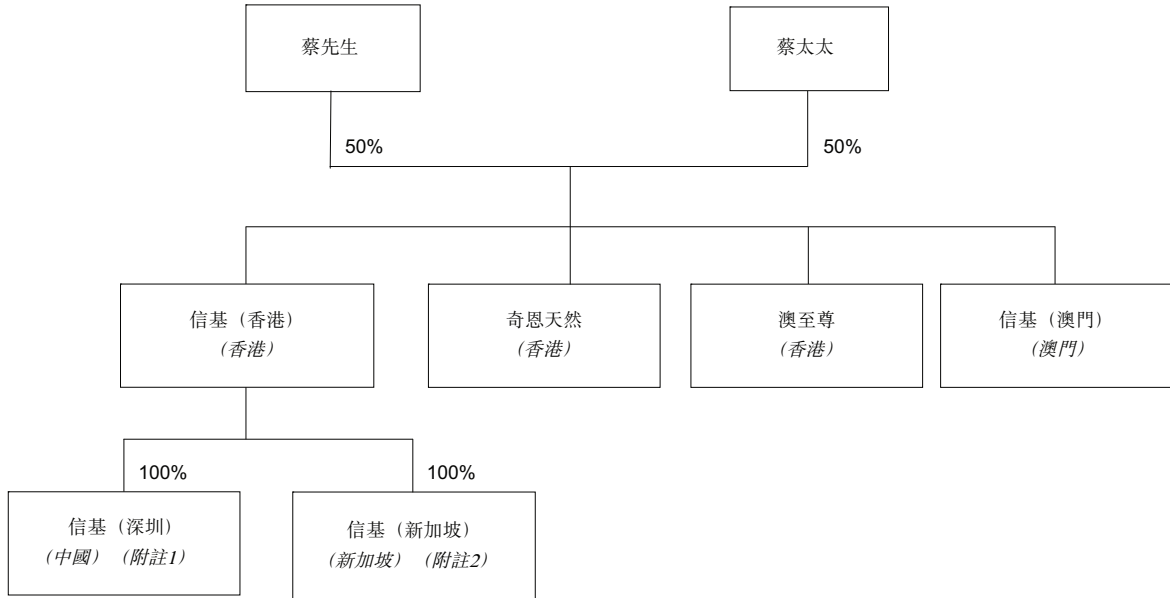 蔡先生
蔡太太
50%
50%
信基（香港）
（香港）
奇恩天然
（香港）
澳至尊
（香港）
信基（澳門）
（澳門）
100%
100%
信基（深圳）
（中國）（附註1）
信基（新加坡）
（新加坡）（附註2）